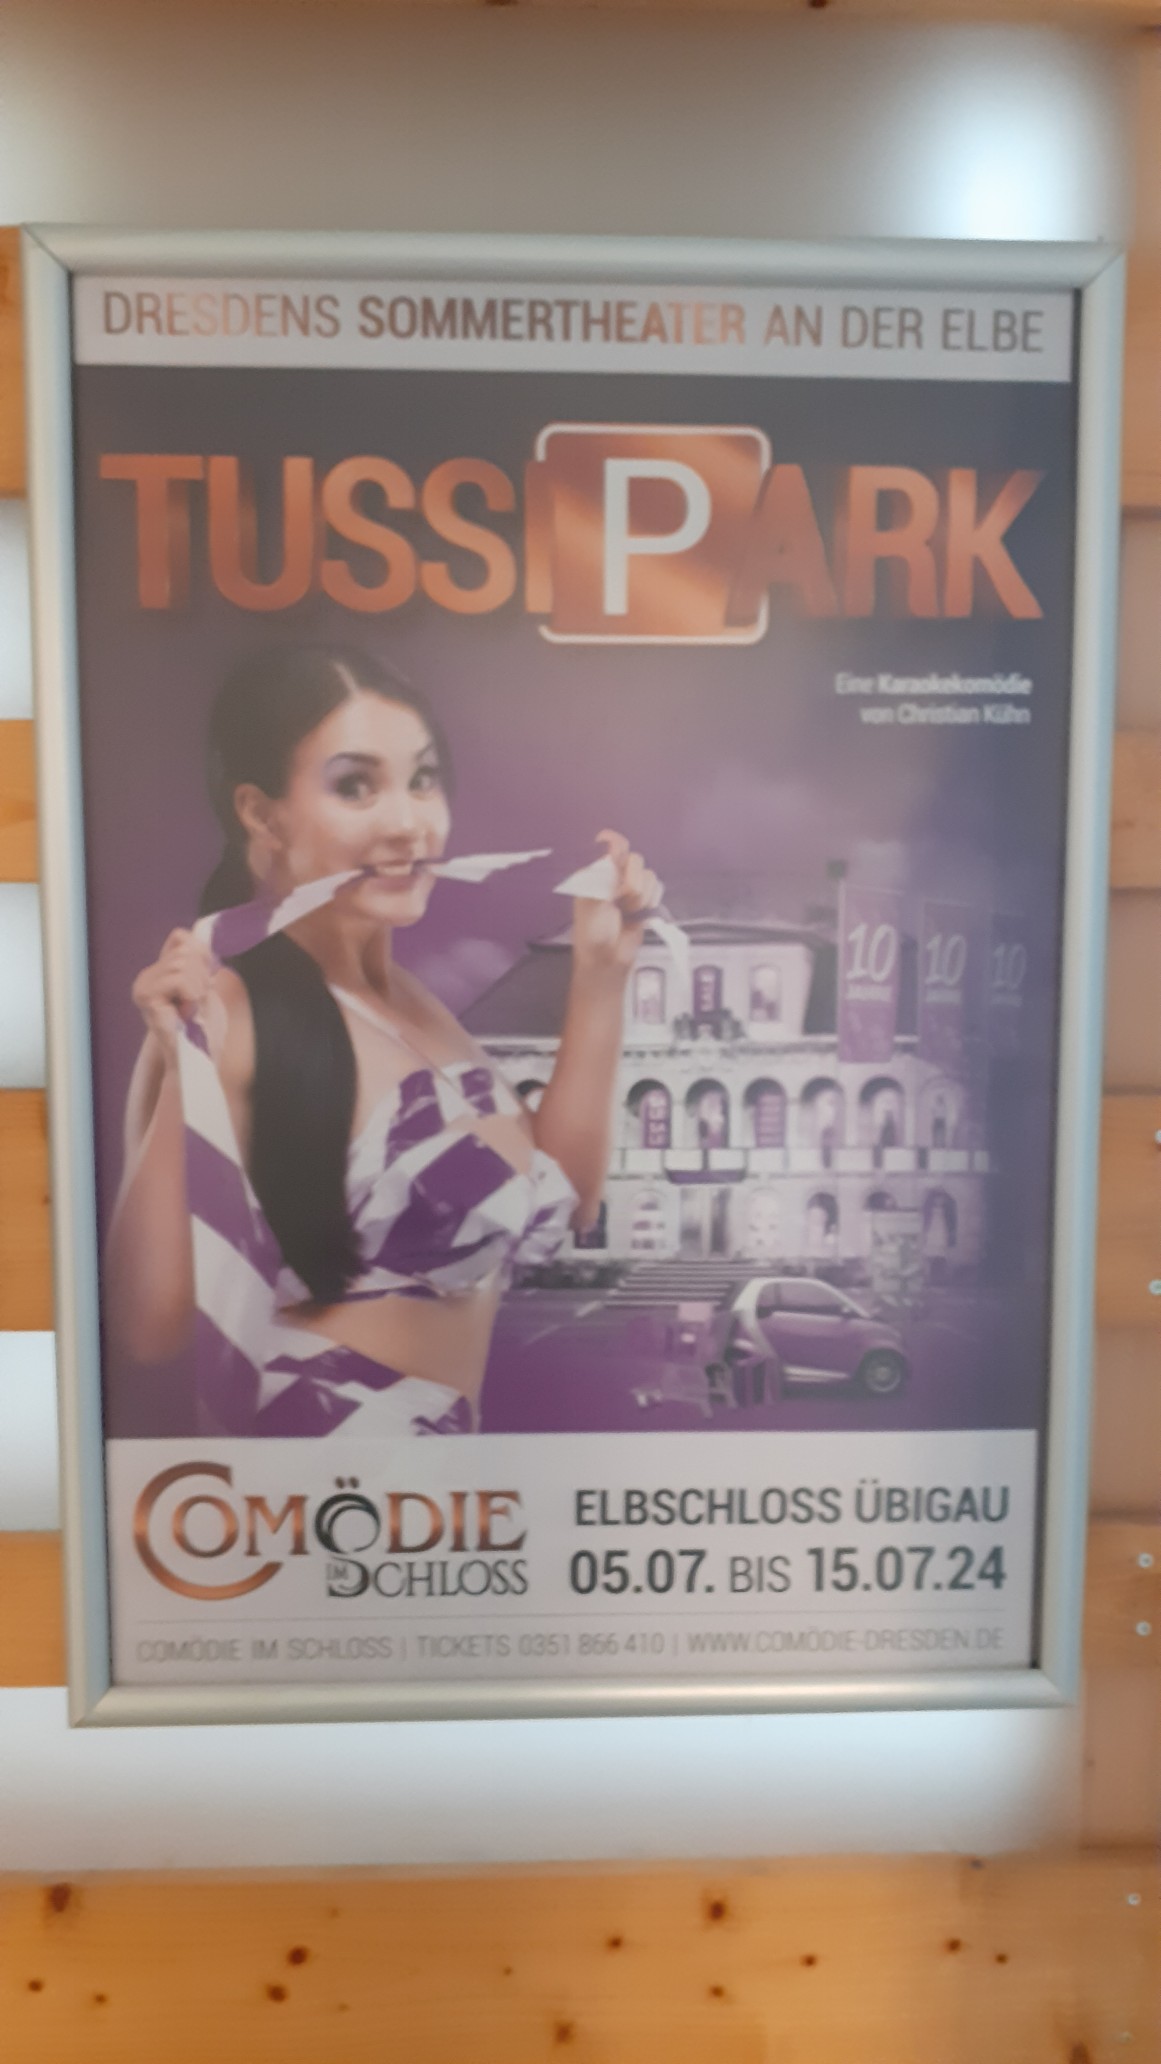 DRESDENS SOMMERTHEATER AN DER ELBE
TUSSIPARK
Eine Karaokekomödie
von Christian Kühn
SALE
10 10 10
COMÖDIE
IM SCHLOSS
ELBSCHLOSS ÜBIGAU
05.07. BIS 15.07.24
COMÖDIE IM SCHLOSS | TICKETS 0351 866 410 | WWW.COMÖDIE-DRESDEN.DE